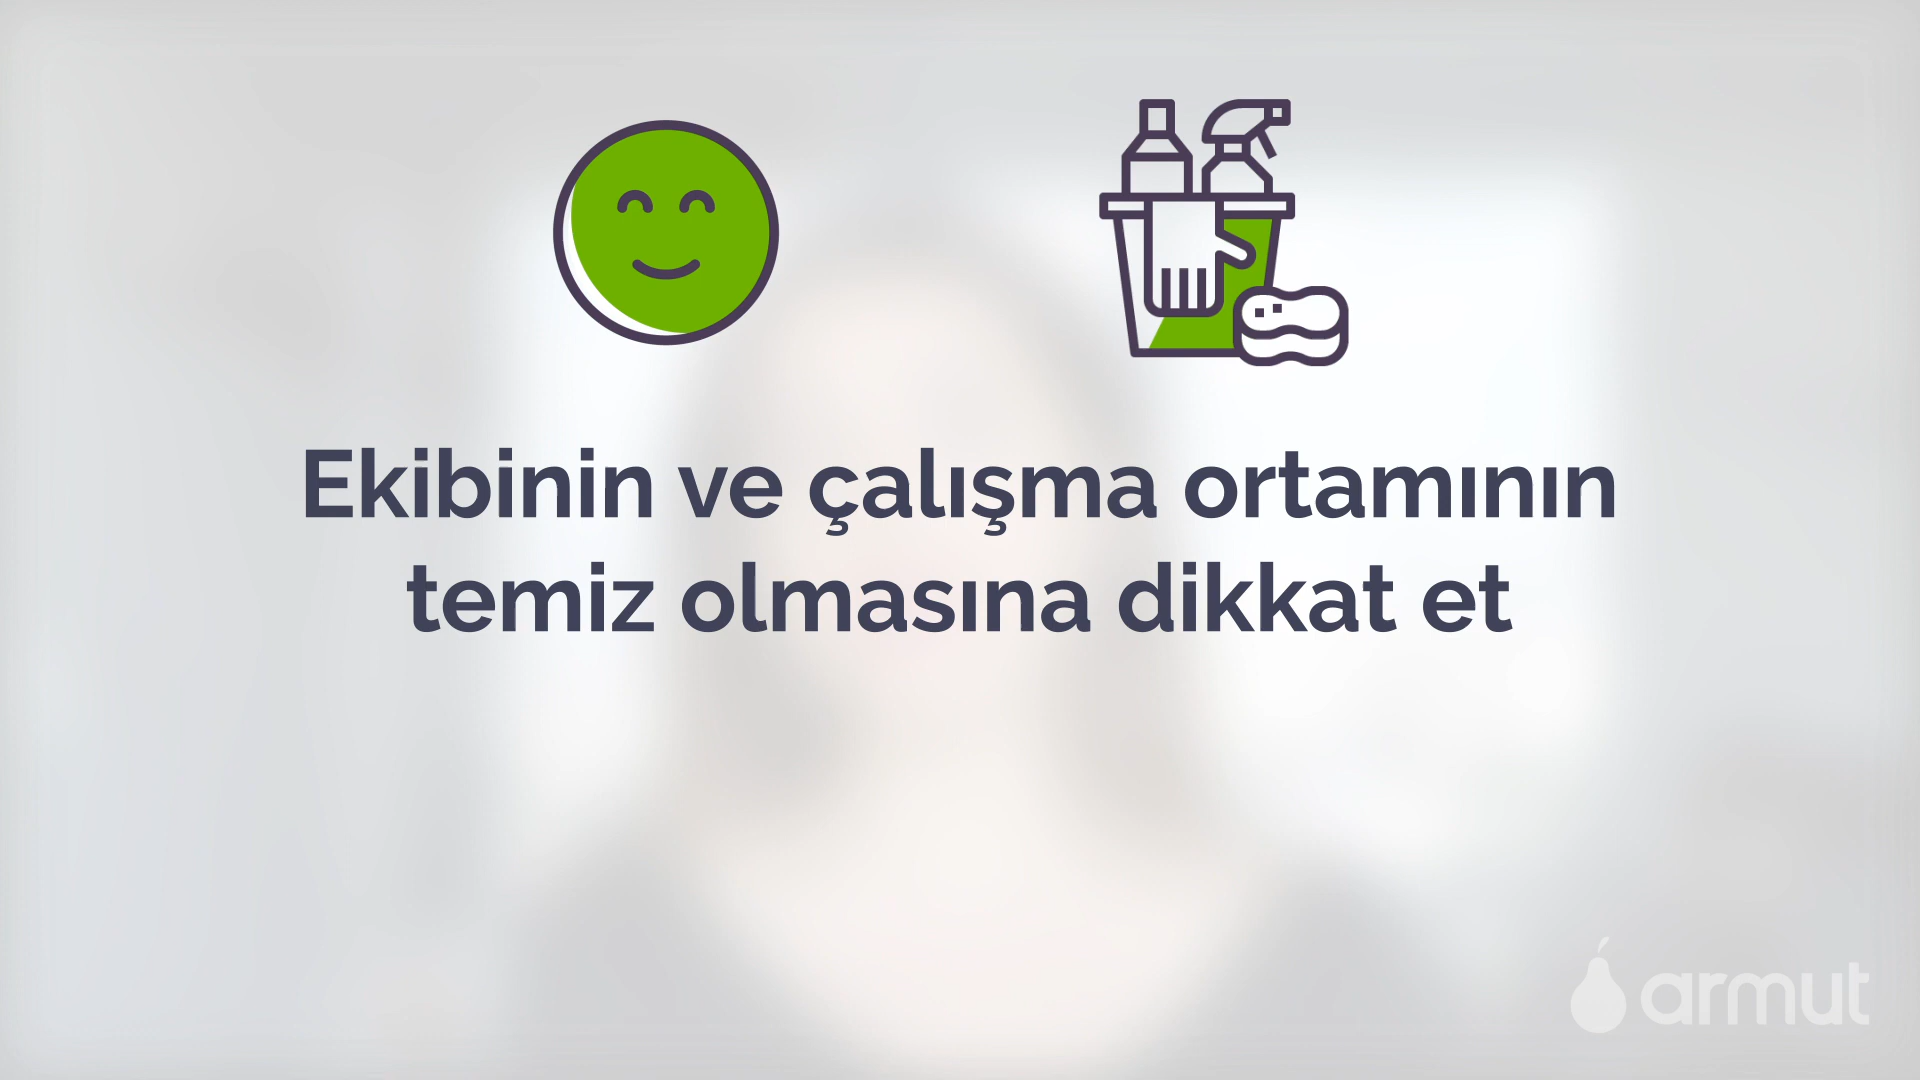 Ekibinin ve çalışma ortamının
temiz olmasına dikkat et
armut